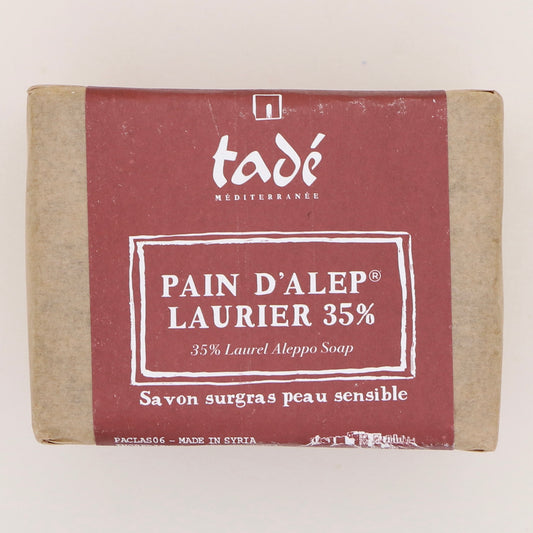 tadé
MÉDITERRANÉE
PAIN D'ALEP®
LAURIER 35%
35% Laurel Aleppo Soap
Savon surgras peau sensible
PACLAS06 - MADE IN SYRIA